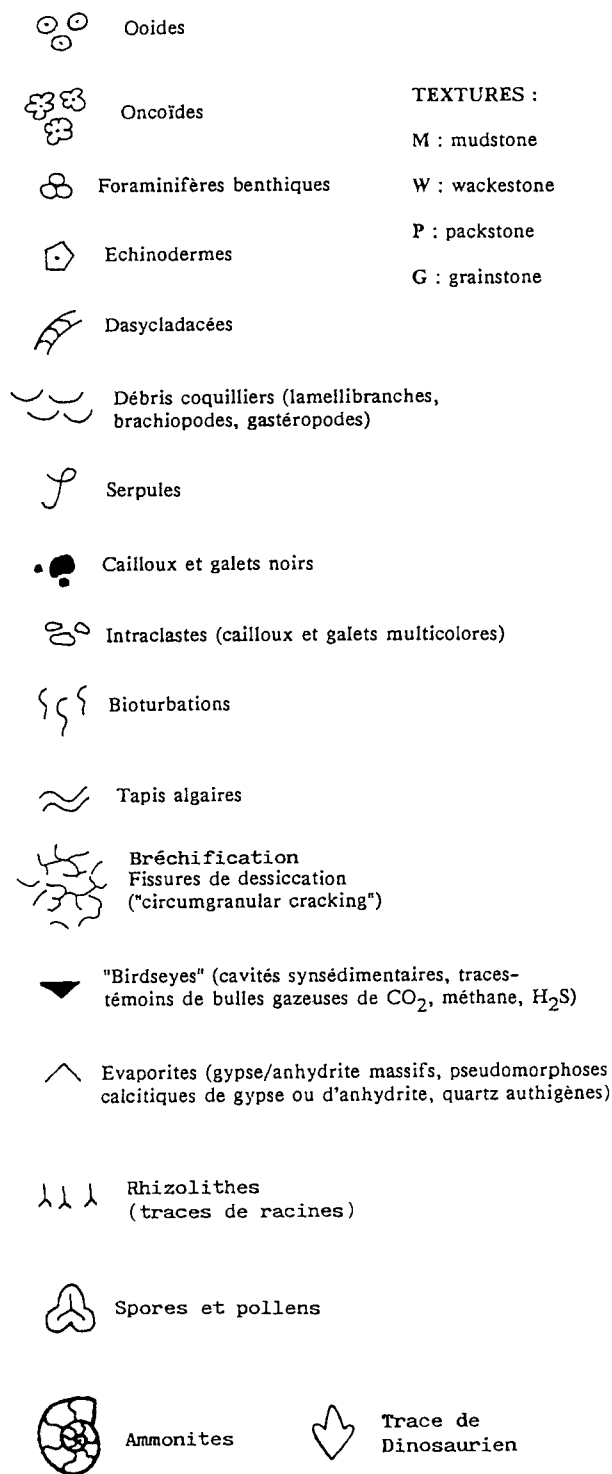 Ooides
Oncoïdes
Foraminifères benthiques
Echinodermes
Dasycladacées
Débris coquilliers (lamellibranches,
brachiopodes, gastéropodes)
Serpules
Cailloux et galets noirs
Intraclastes (cailloux et galets multicolores)
Bioturbations
Tapis algaires
Bréchification
Fissures de dessiccation
("circumgranular cracking")
"Birdseyes" (cavités synsédimentaires, traces-
témoins de bulles gazeuses de CO2, méthane, H2S)
Evaporites (gypse/anhydrite massifs, pseudomorphoses
calcitiques de gypse ou d'anhydrite, quartz authigènes)
Rhizolithes
(traces de racines)
Spores et pollens
Ammonites
Trace de
Dinosaurien
TEXTURES :
M : mudstone
W : wackestone
P : packstone
G : grainstone